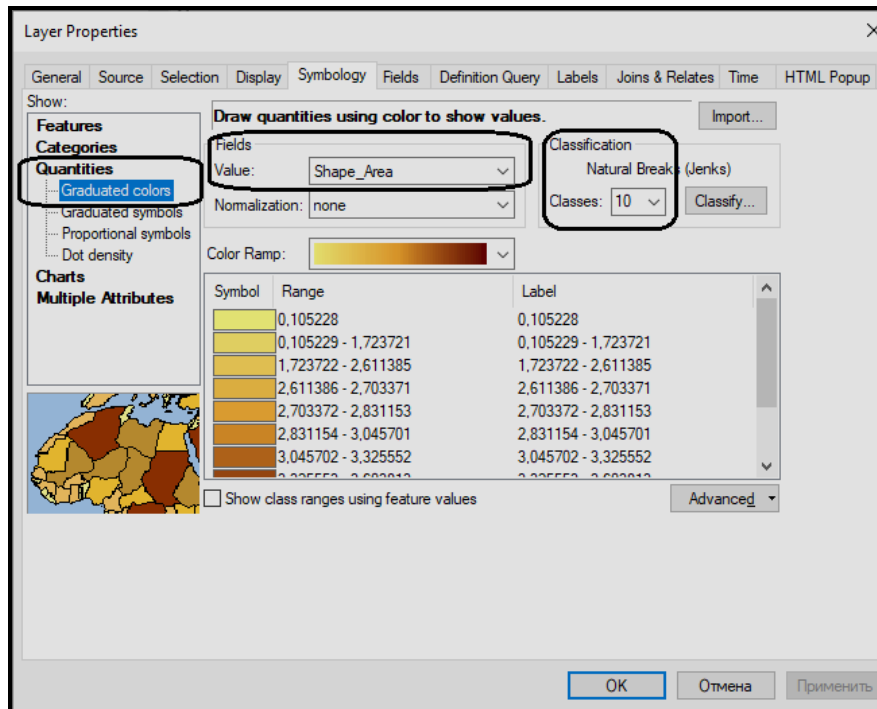 Layer Properties
General Source Selection Display Symbology Fields Definition Query Labels Joins & Relates Time HTML Popup
Show:
Features
Categories
Quantities
Graduated colors
Graduated symbols
Proportional symbols
Dot density
Charts
Multiple Attributes
Draw quantities using color to show values.
Import...
Fields
Value: Shape_Area
Normalization: none
Classification
Natural Breaks (Jenks)
Classes: 10 Classify...
Color Ramp:
Symbol Range Label
0,105228 0,105228
0,105229 - 1,723721 0,105229 - 1,723721
1,723722 - 2,611385 1,723722 - 2,611385
2,611386 - 2,703371 2,611386 - 2,703371
2,703372 - 2,831153 2,703372 - 2,831153
2,831154 - 3,045701 2,831154 - 3,045701
3,045702 - 3,325552 3,045702 - 3,325552
Show class ranges using feature values
Advanced
OK Отмена Применить